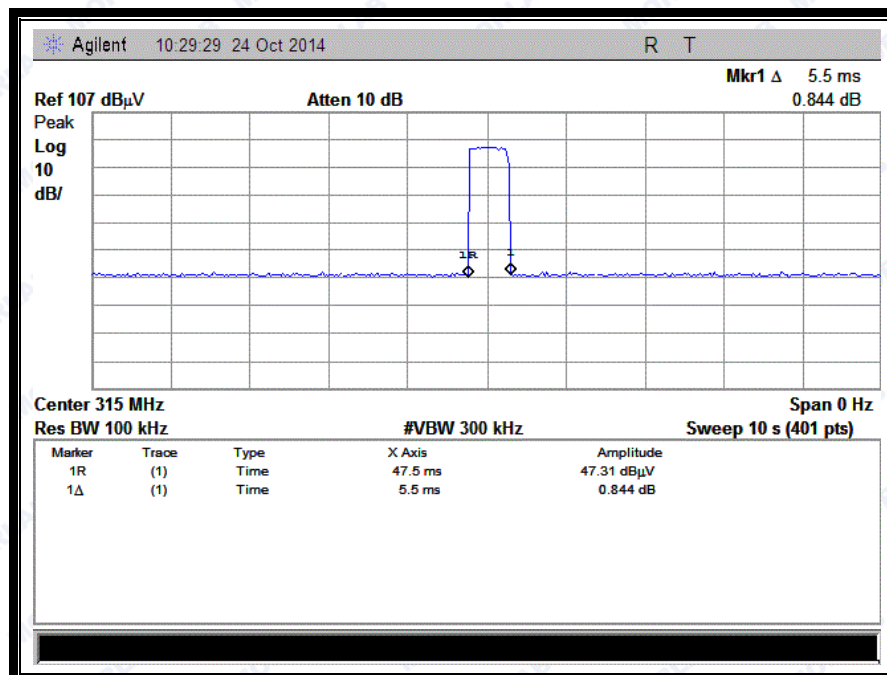 Agilent 10:29:29 24 Oct 2014 R T
Mkr1 Δ 5.5 ms
Ref 107 dBμV Atten 10 dB 0.844 dB
Peak
Log
10
dB/
1R 1
Center 315 MHz Span 0 Hz
Res BW 100 kHz #VBW 300 kHz Sweep 10 s (401 pts)
Marker Trace Type X Axis Amplitude
1R (1) Time 47.5 ms 47.31 dBμV
1Δ (1) Time 5.5 ms 0.844 dB